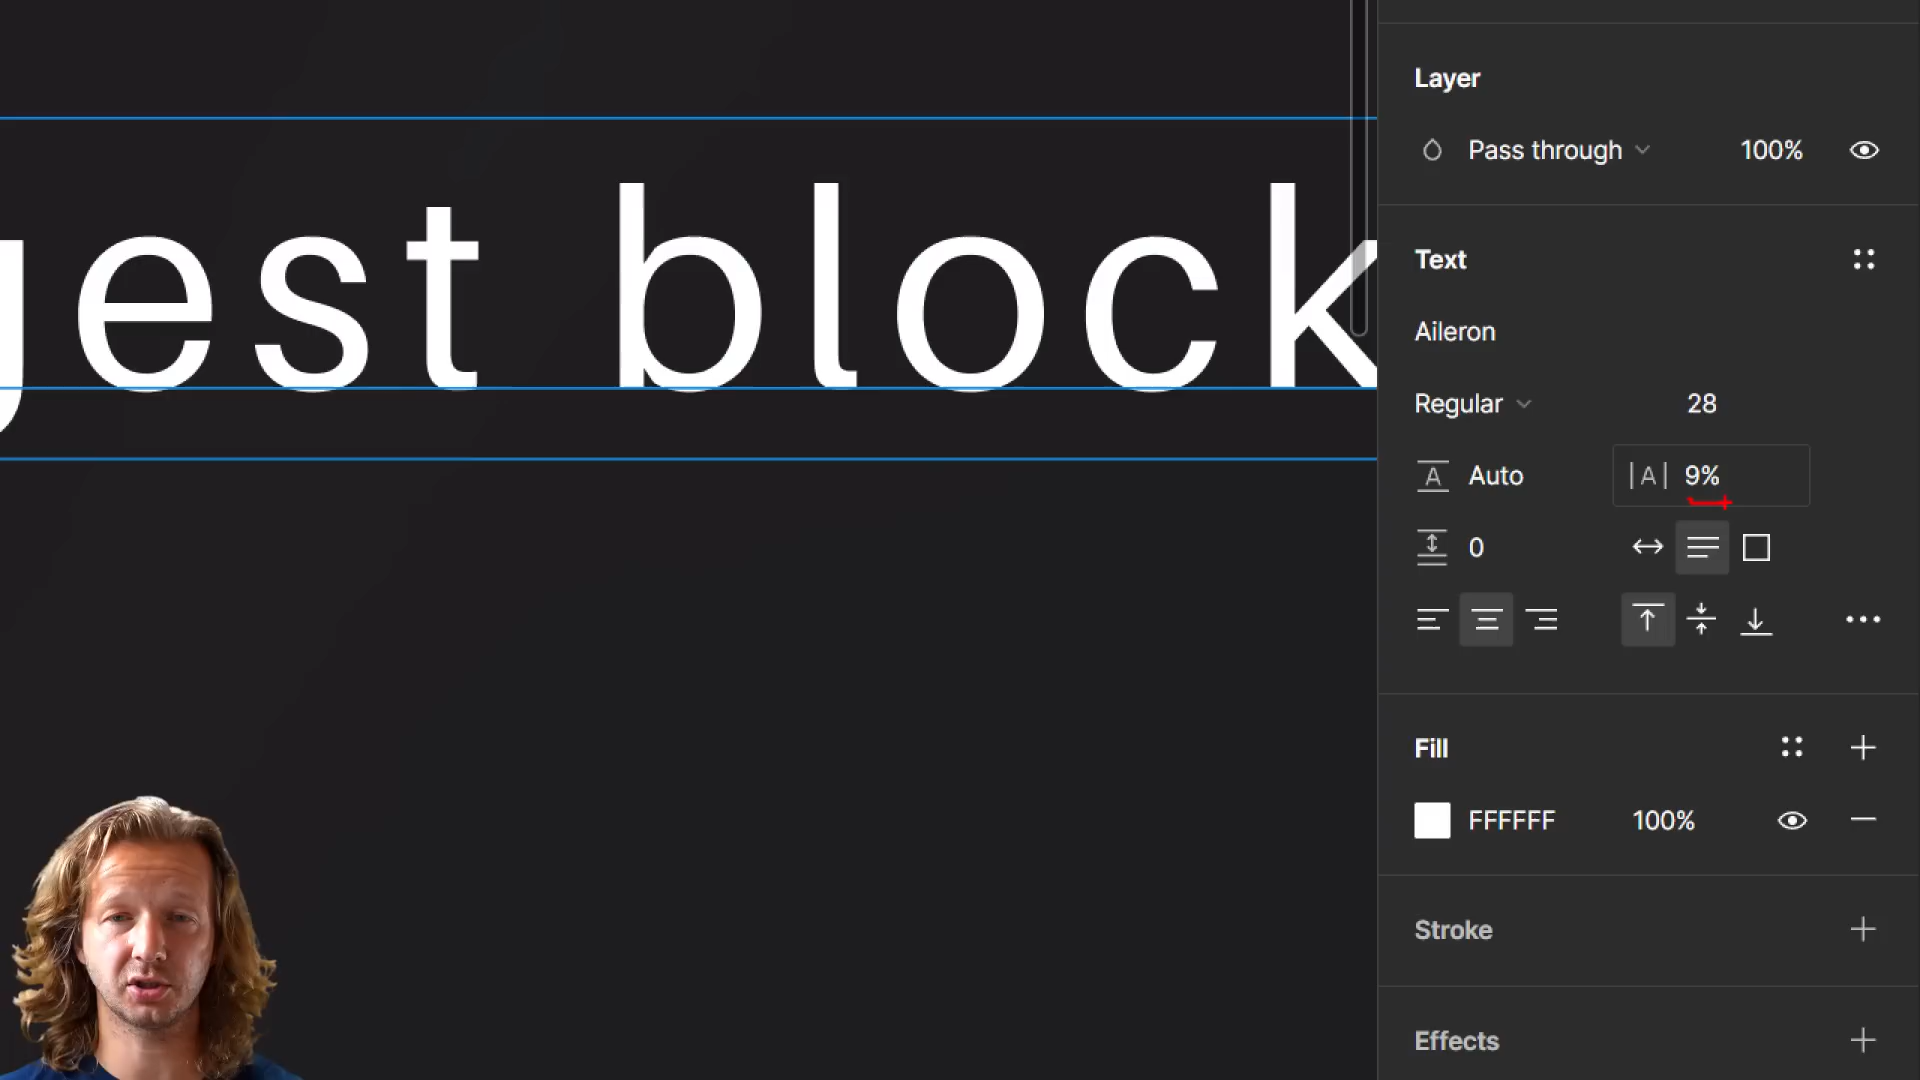 gest block
Layer
Pass through 100%
Text
Aileron
Regular 28
A Auto |A| 9%
0
Fill
FFFFFF 100%
Stroke
Effects